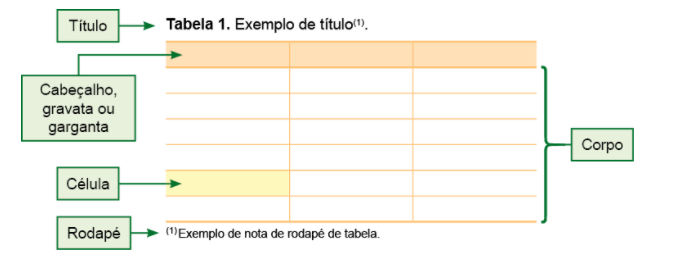 Título
Tabela 1. Exemplo de título(1).
Cabeçalho,
gravata ou
garganta
Corpo
Célula
Rodapé
(1)Exemplo de nota de rodapé de tabela.